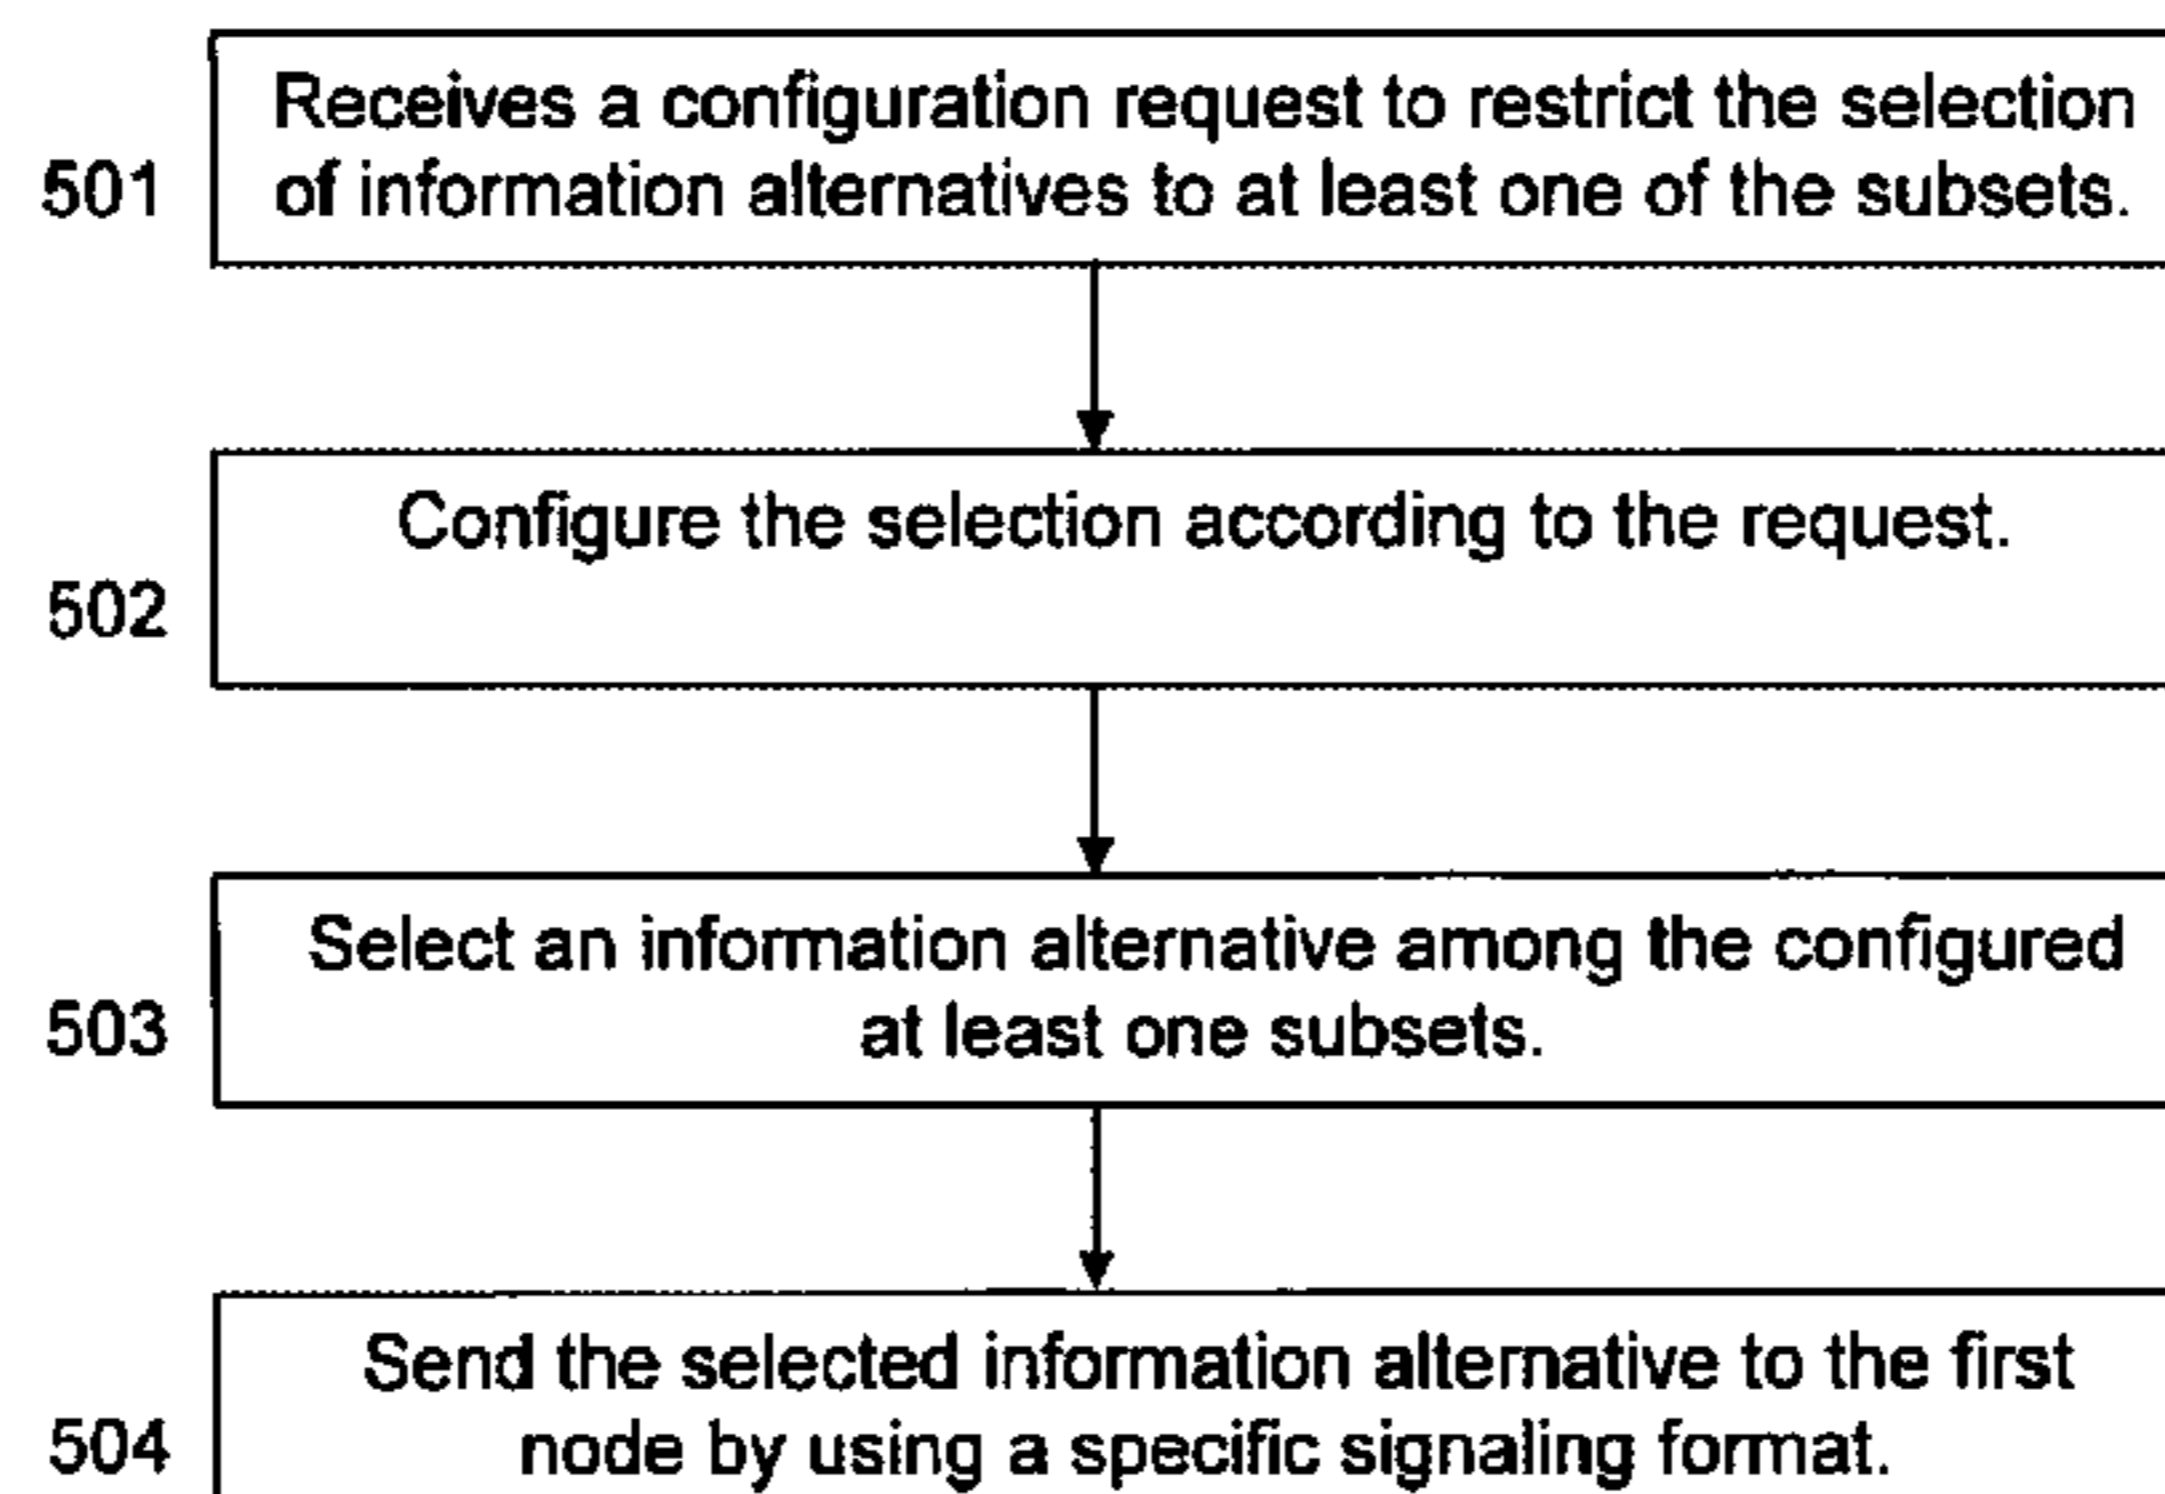 Receives a configuration request to restrict the selection
501 of information alternatives to at least one of the subsets.
Configure the selection according to the request.
502
Select an information alternative among the configured
503 at least one subsets.
Send the selected information alternative to the first
504 node by using a specific signaling format.